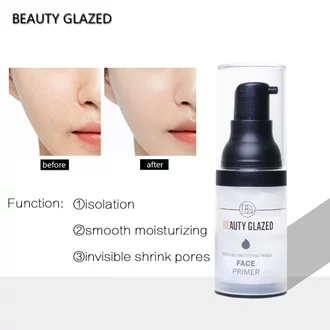 BEAUTY GLAZED
before
after
Function: ①isolation
②smooth moisturizing
③invisible shrink pores
BEAUTY GLAZED
FACE
PRIMER